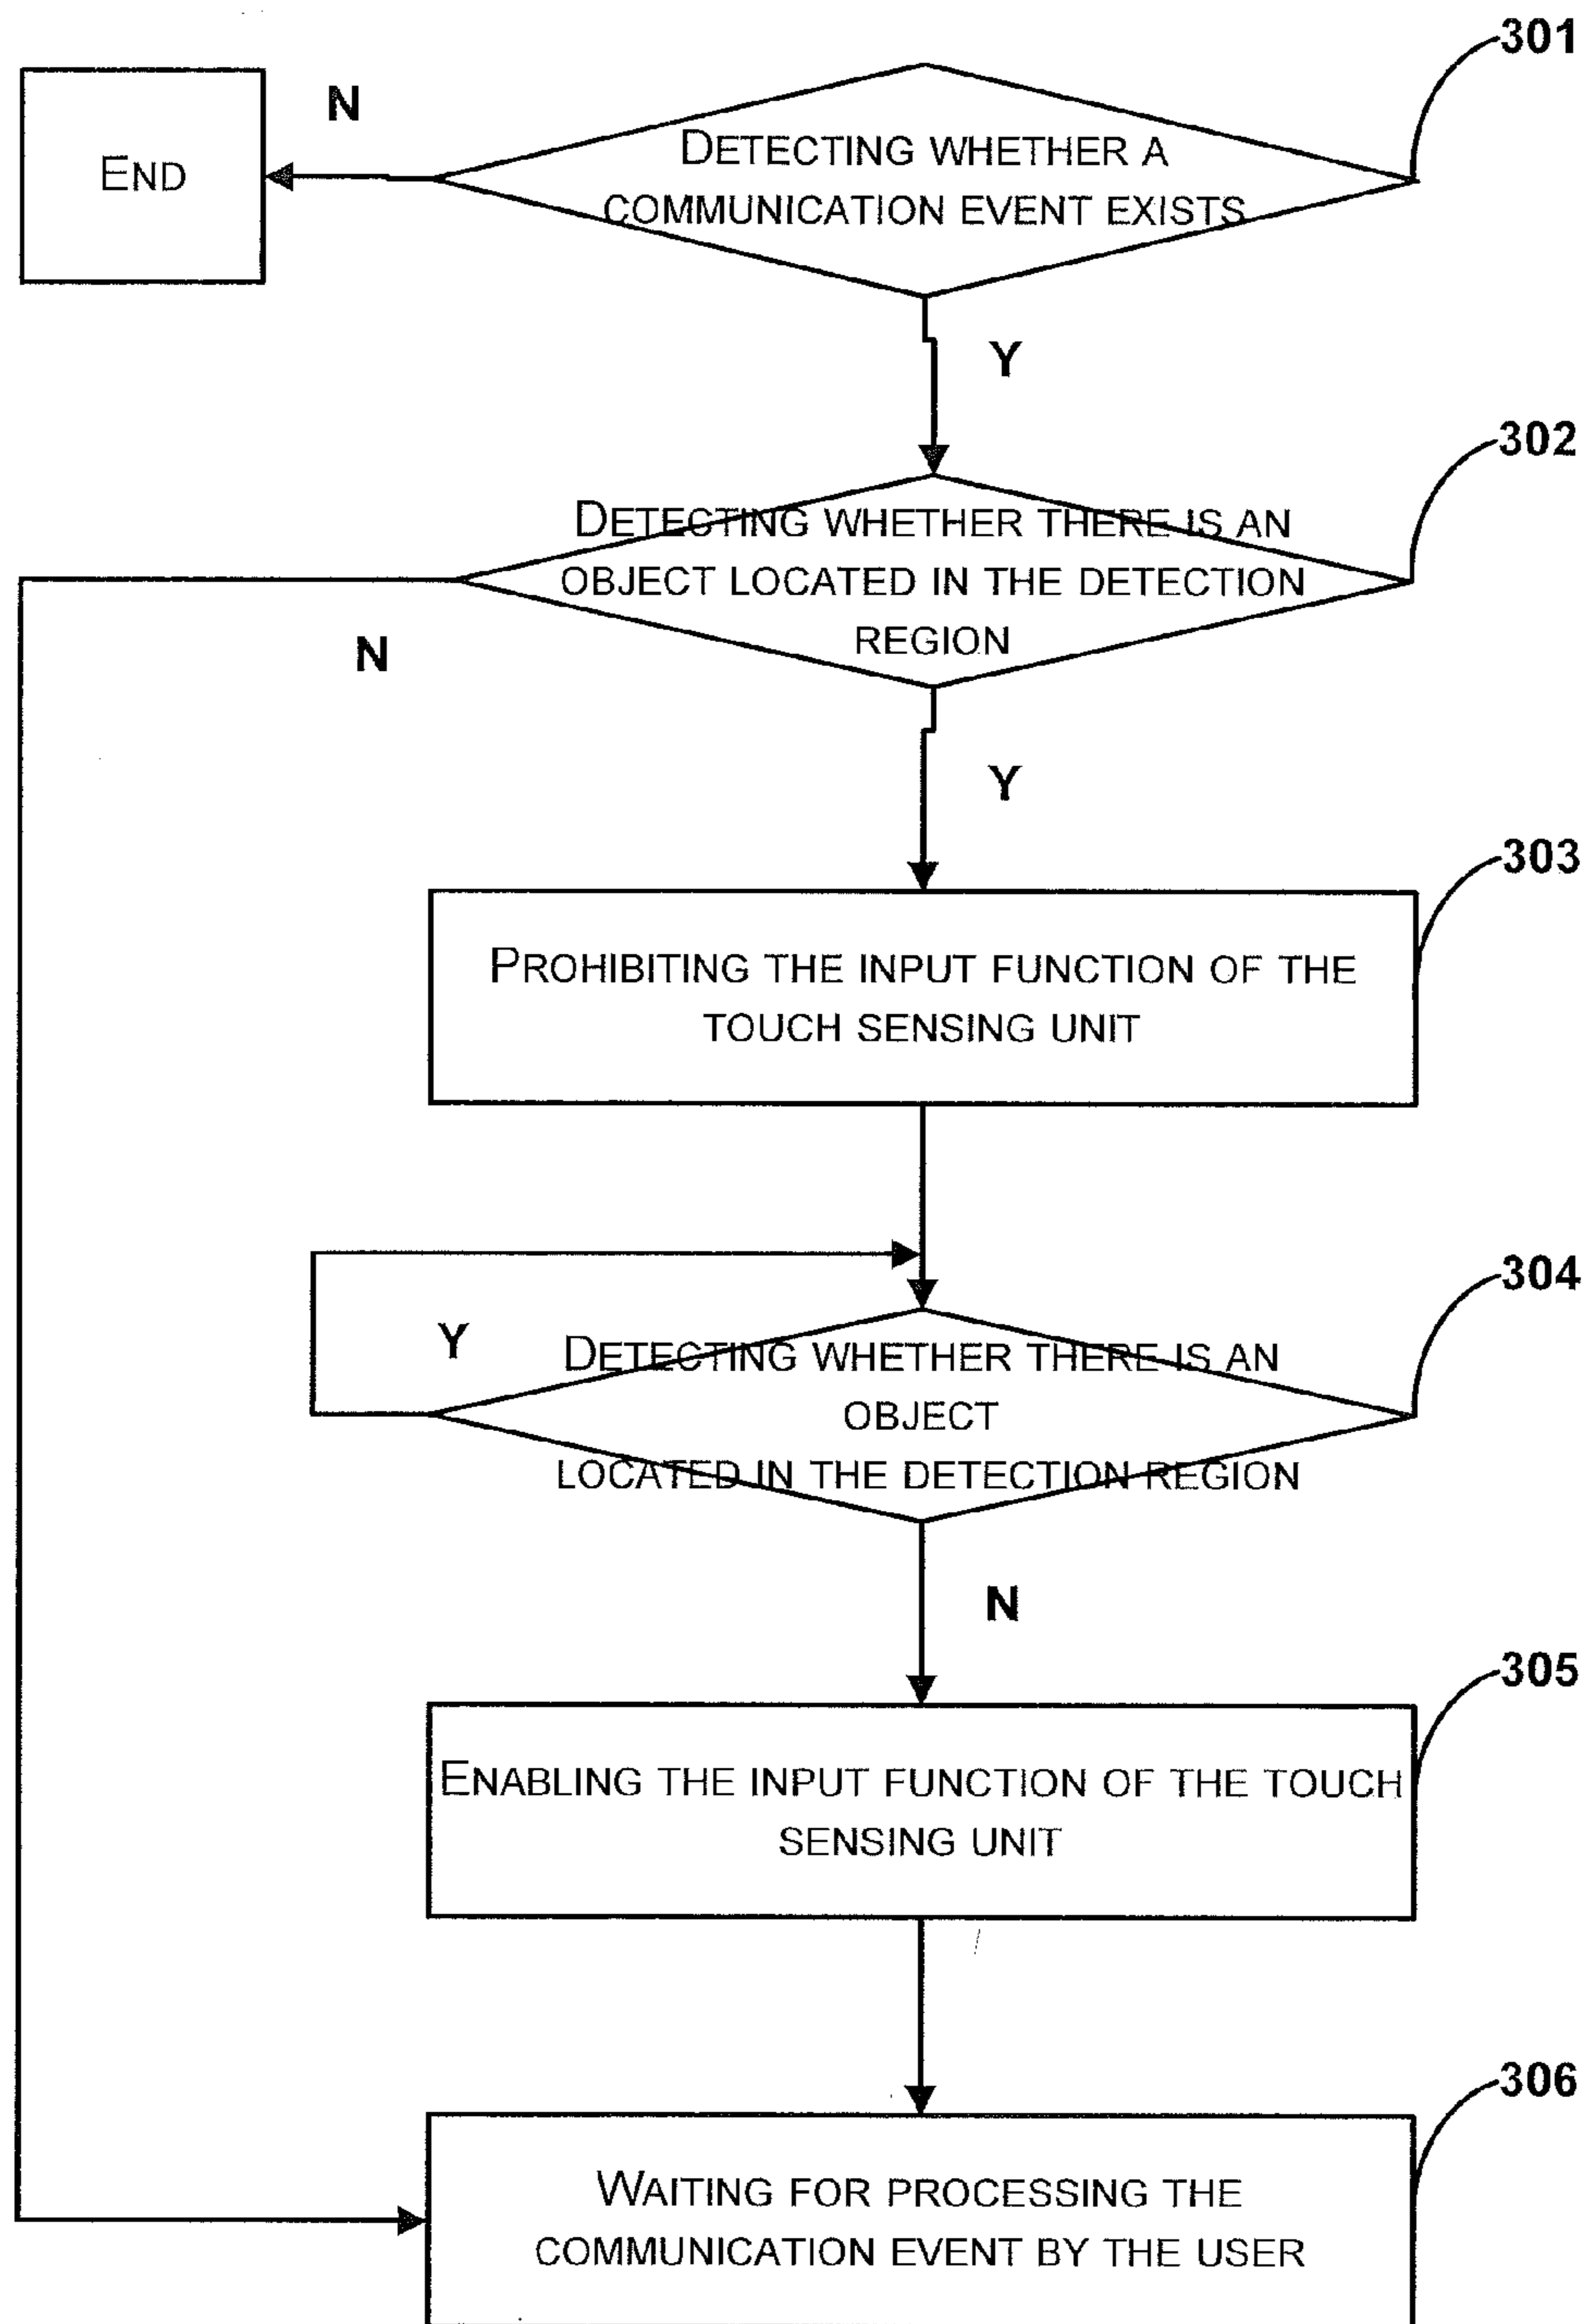 301
END
N
DETECTING WHETHER A
COMMUNICATION EVENT EXISTS
Y
302
DETECTING WHETHER THERE IS AN
OBJECT LOCATED IN THE DETECTION
REGION
N
Y
303
PROHIBITING THE INPUT FUNCTION OF THE
TOUCH SENSING UNIT
304
Y
DETECTING WHETHER THERE IS AN
OBJECT
LOCATED IN THE DETECTION REGION
N
305
ENABLING THE INPUT FUNCTION OF THE TOUCH
SENSING UNIT
306
WAITING FOR PROCESSING THE
COMMUNICATION EVENT BY THE USER